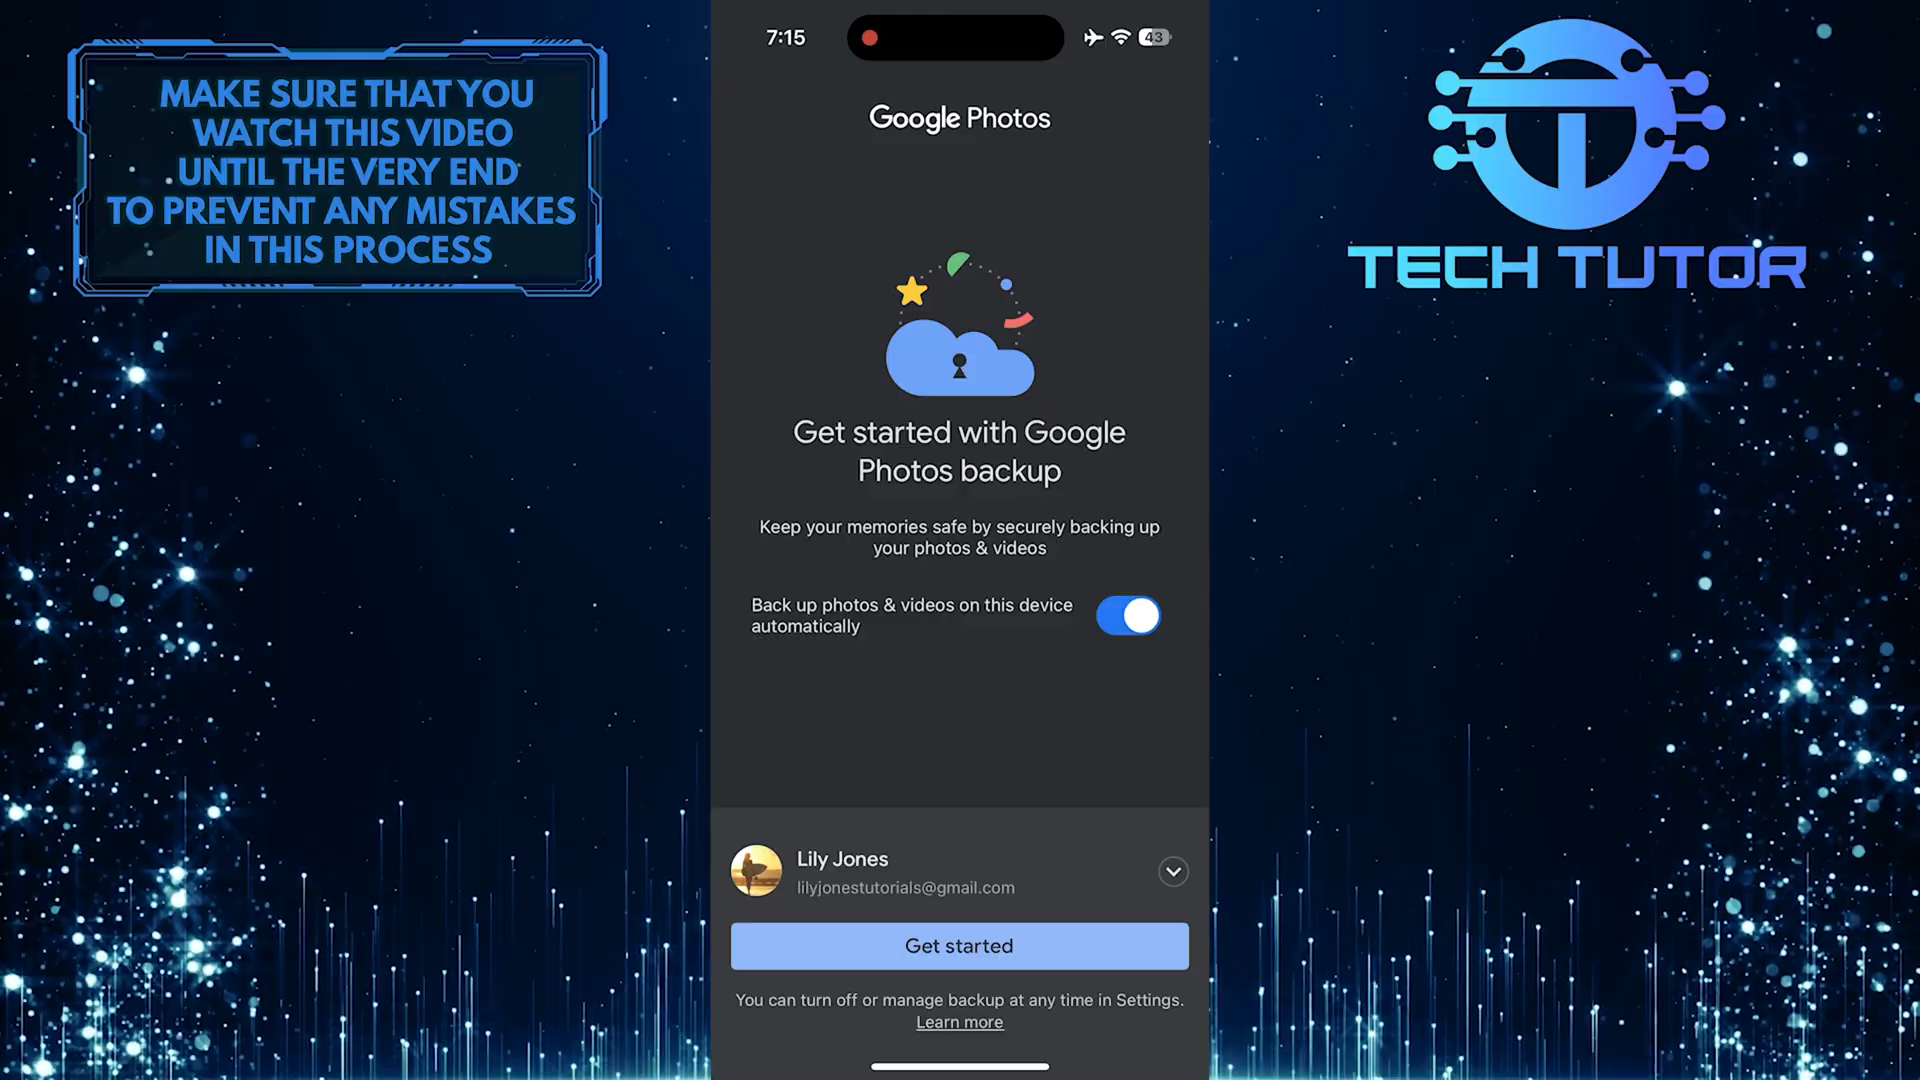 MAKE SURE THAT YOU
WATCH THIS VIDEO
UNTIL THE VERY END
TO PREVENT ANY MISTAKES
IN THIS PROCESS
7:15
43
Google Photos
Get started with Google
Photos backup
Keep your memories safe by securely backing up
your photos & videos
Back up photos & videos on this device
automatically
Lily Jones
lilyjonestutorials@gmail.com
Get started
You can turn off or manage backup at any time in Settings.
Learn more
TECH TUTOR